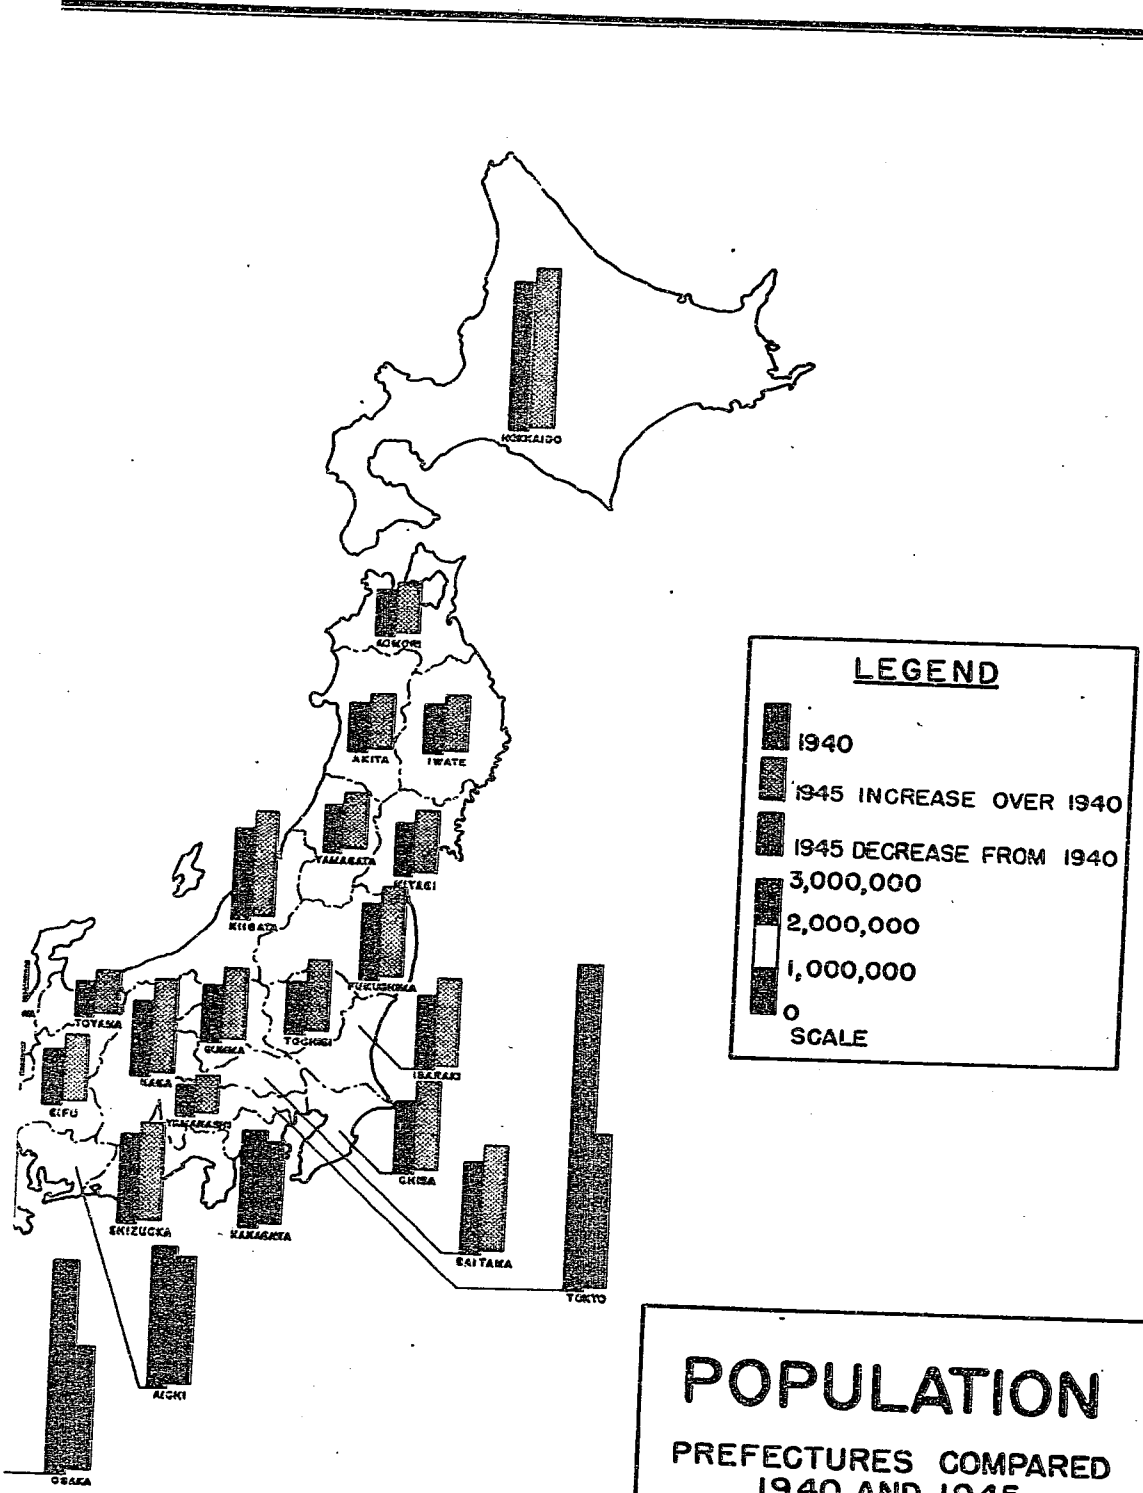 HOKKAIDO
AOMORI
AKITA
IWATE
YAMAGATA
MIYAGI
NIIGATA
FUKUSHIMA
TOYAMA
GUMMA
TOCHIGI
IBARAKI
GIFU
YAMANASHI
CHIBA
SHIZUOKA
KANAGAWA
SAITAMA
TOKYO
AICHI
OSAKA
LEGEND
1940
1945 INCREASE OVER 1940
1945 DECREASE FROM 1940
3,000,000
2,000,000
1,000,000
0
SCALE
POPULATION
PREFECTURES COMPARED
1940 AND 1945